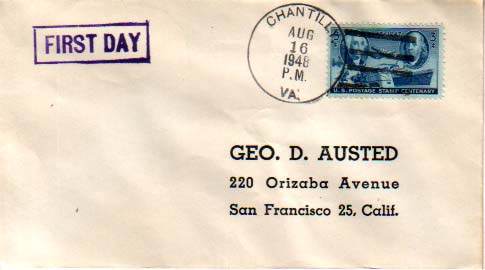 FIRST DAY
CHANTILLY
AUG
16
1948
P.M.
VA.
U.S. POSTAGE STAMP CENTENARY
GEO. D. AUSTED
220 Orizaba Avenue
San Francisco 25, Calif.